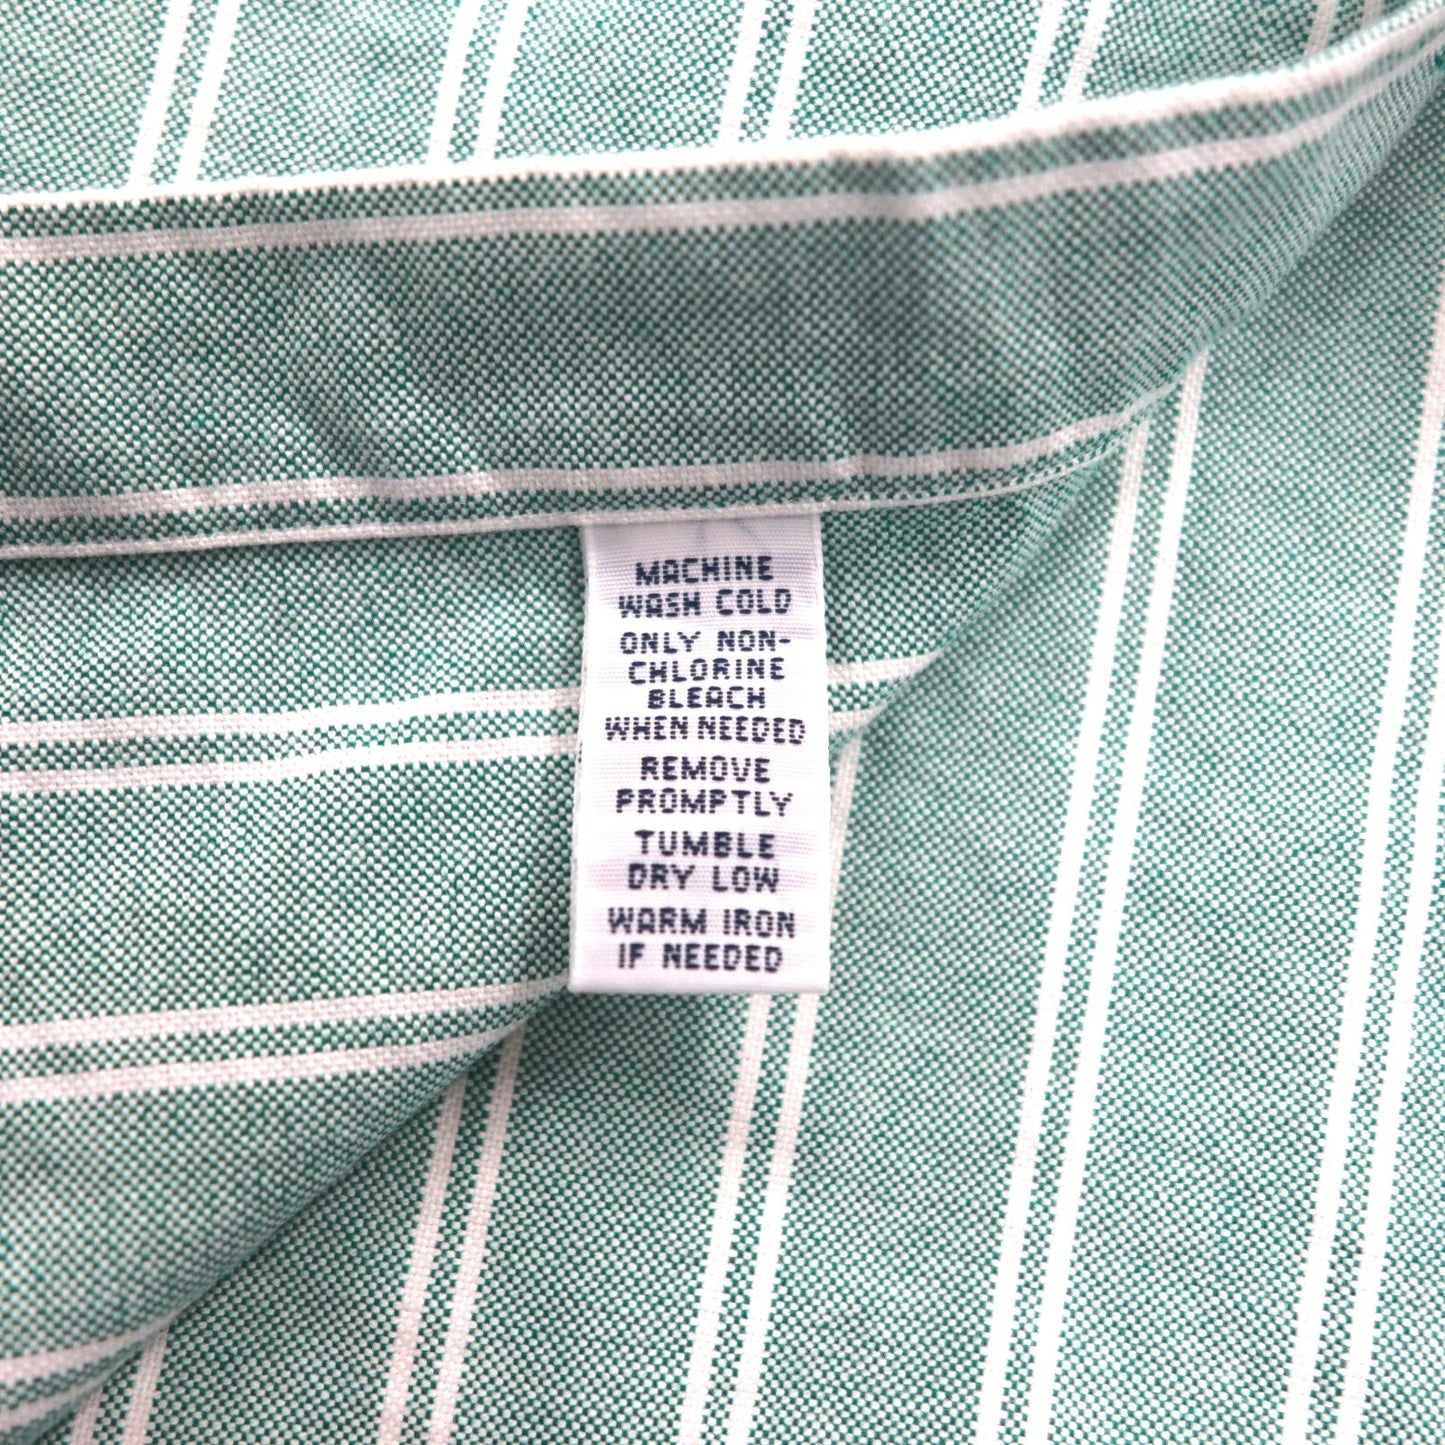 MACHINE
WASH COLD
ONLY NON-
CHLORINE
BLEACH
WHEN NEEDED
REMOVE
PROMPTLY
TUMBLE
DRY LOW
WARM IRON
IF NEEDED